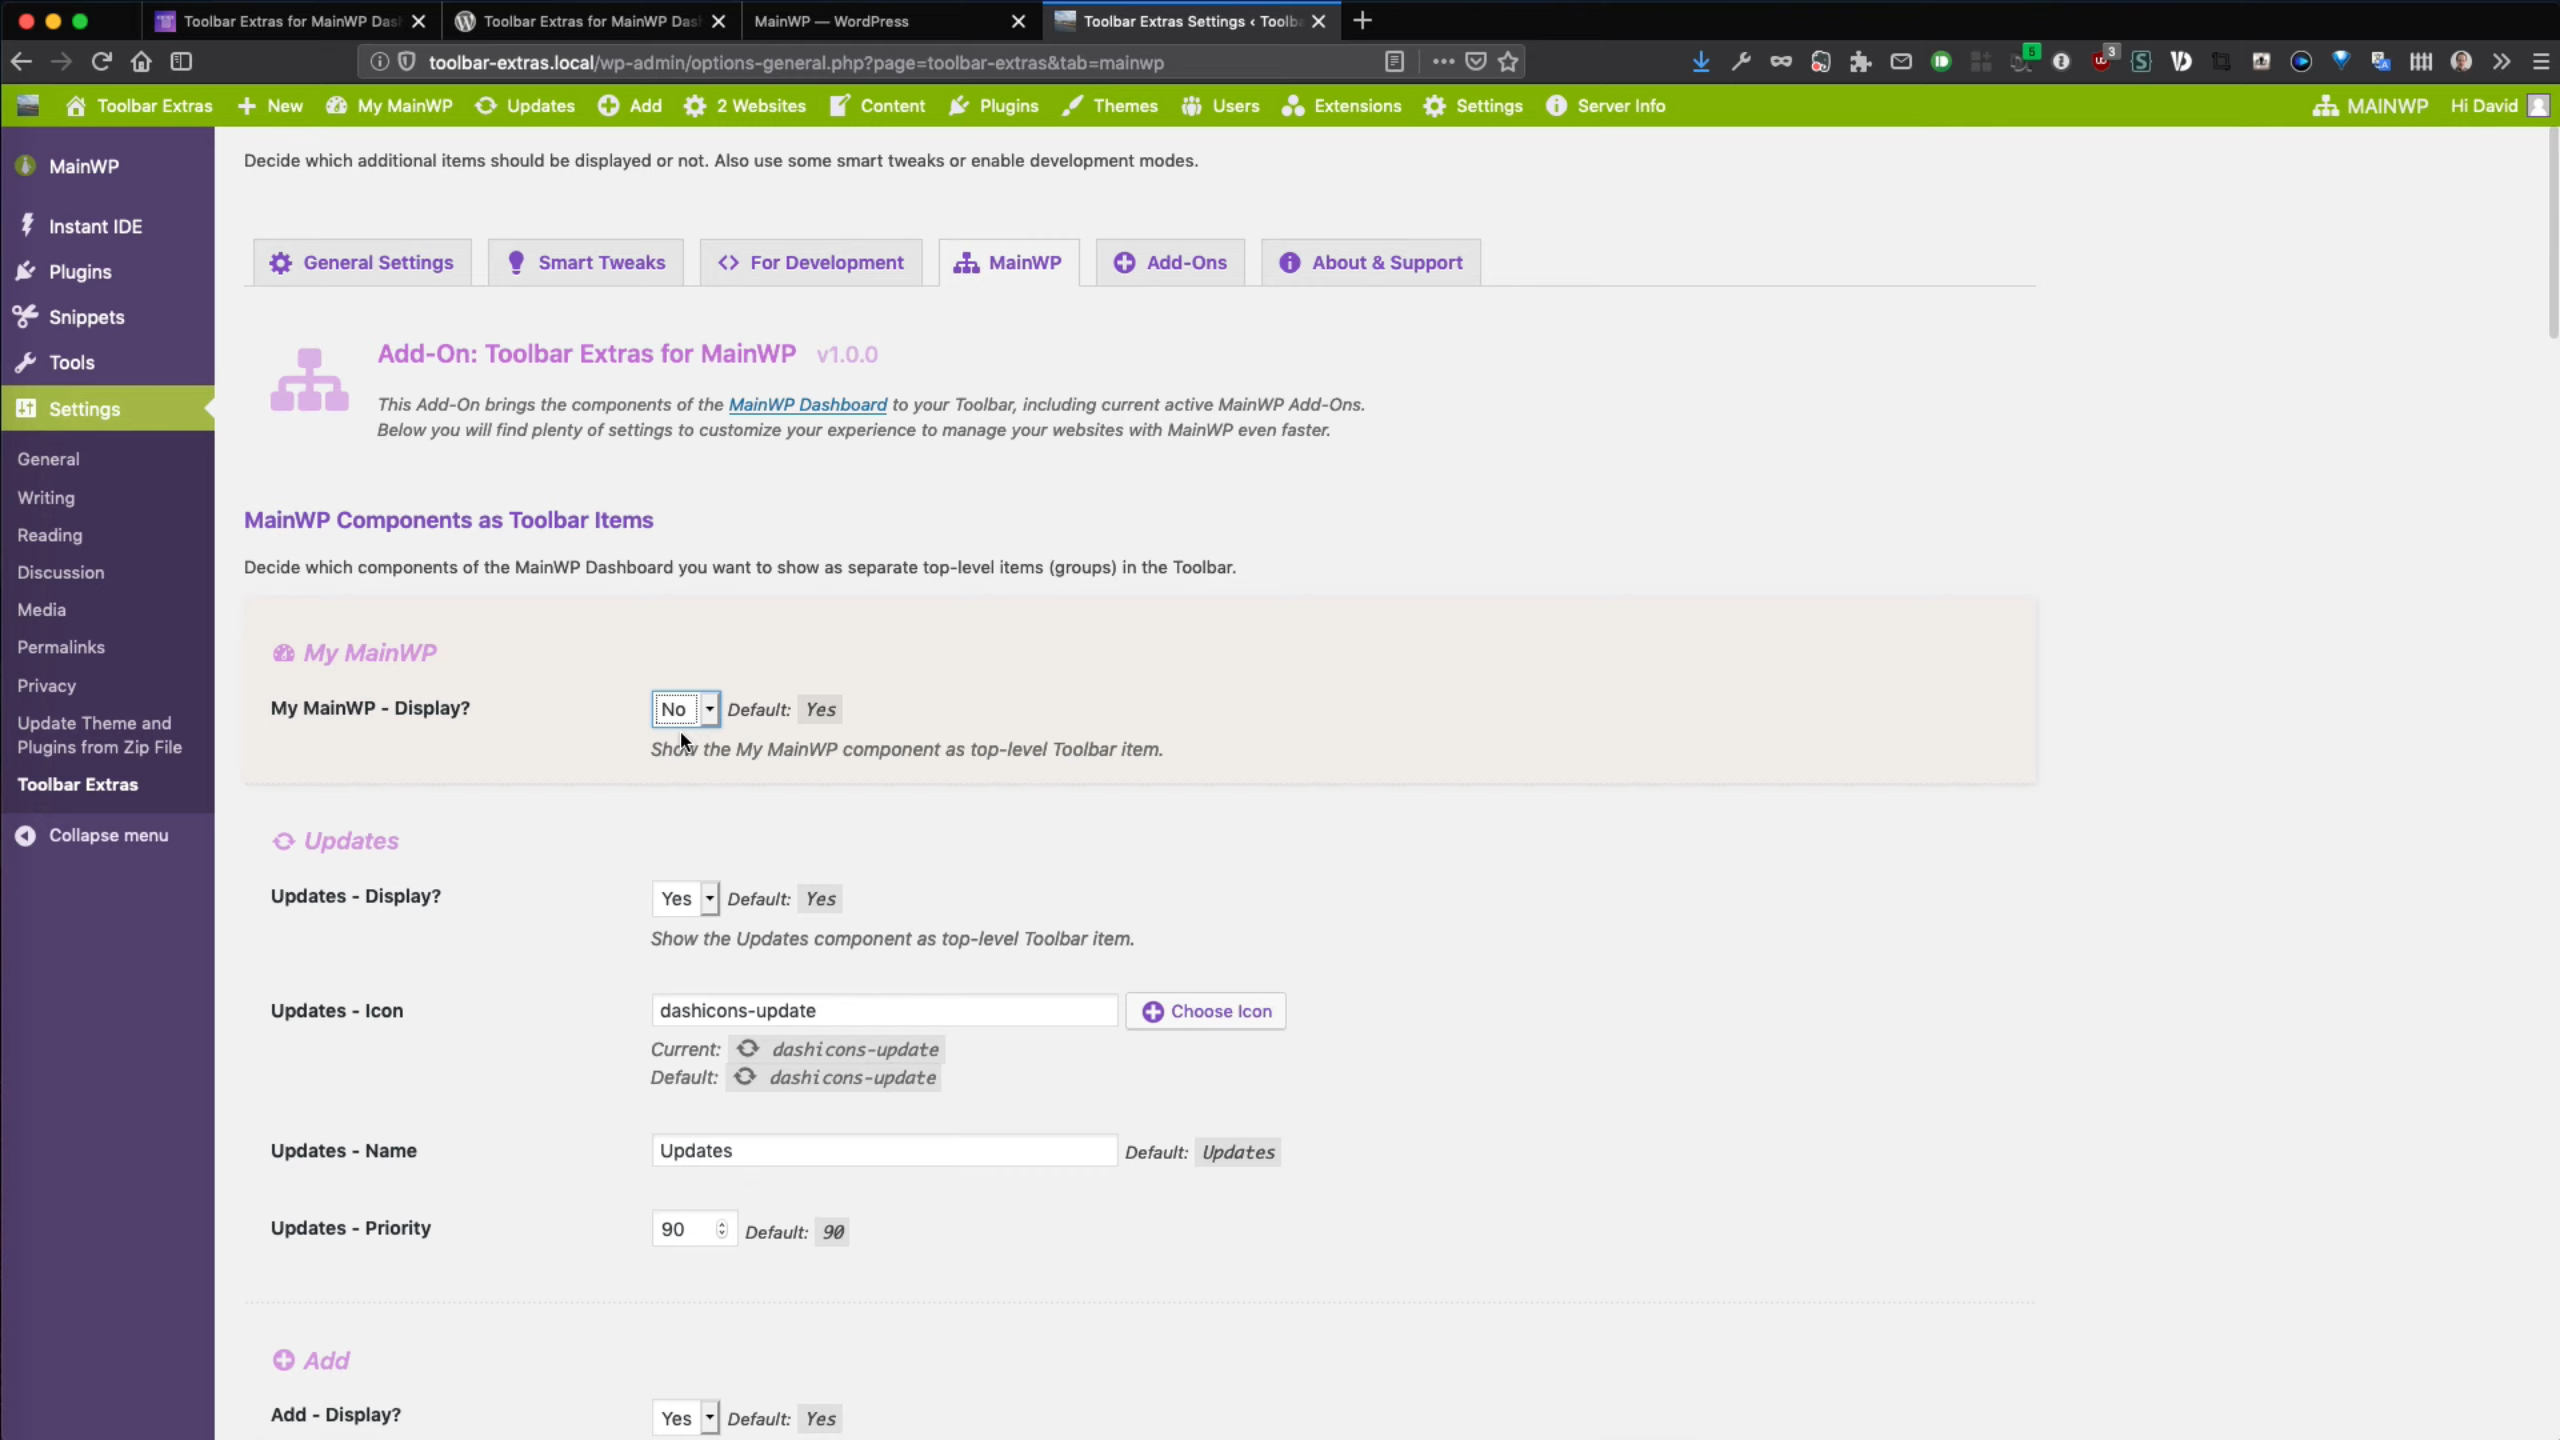 Toolbar Extras for MainWP Das
Toolbar Extras for MainWP Das
MainWP — WordPress
Toolbar Extras Settings ‹ Toolba
toolbar-extras.local/wp-admin/options-general.php?page=toolbar-extras&tab=mainwp
5
3
Toolbar Extras
New
My MainWP
Updates
Add
2 Websites
Content
Plugins
Themes
Users
Extensions
Settings
Server Info
MAINWP
Hi David
MainWP
Instant IDE
Plugins
Snippets
Tools
Settings
General
Writing
Reading
Discussion
Media
Permalinks
Privacy
Update Theme and
Plugins from Zip File
Toolbar Extras
Collapse menu
Decide which additional items should be displayed or not. Also use some smart tweaks or enable development modes.
General Settings
Smart Tweaks
For Development
MainWP
Add-Ons
About & Support
Add-On: Toolbar Extras for MainWP v1.0.0
This Add-On brings the components of the MainWP Dashboard to your Toolbar, including current active MainWP Add-Ons.
Below you will find plenty of settings to customize your experience to manage your websites with MainWP even faster.
MainWP Components as Toolbar Items
Decide which components of the MainWP Dashboard you want to show as separate top-level items (groups) in the Toolbar.
My MainWP
My MainWP - Display?
No Default: Yes
Show the My MainWP component as top-level Toolbar item.
Updates
Updates - Display?
Yes Default: Yes
Show the Updates component as top-level Toolbar item.
Updates - Icon
dashicons-update
Choose Icon
Current: dashicons-update
Default: dashicons-update
Updates - Name
Updates Default: Updates
Updates - Priority
90 Default: 90
Add
Add - Display?
Yes Default: Yes